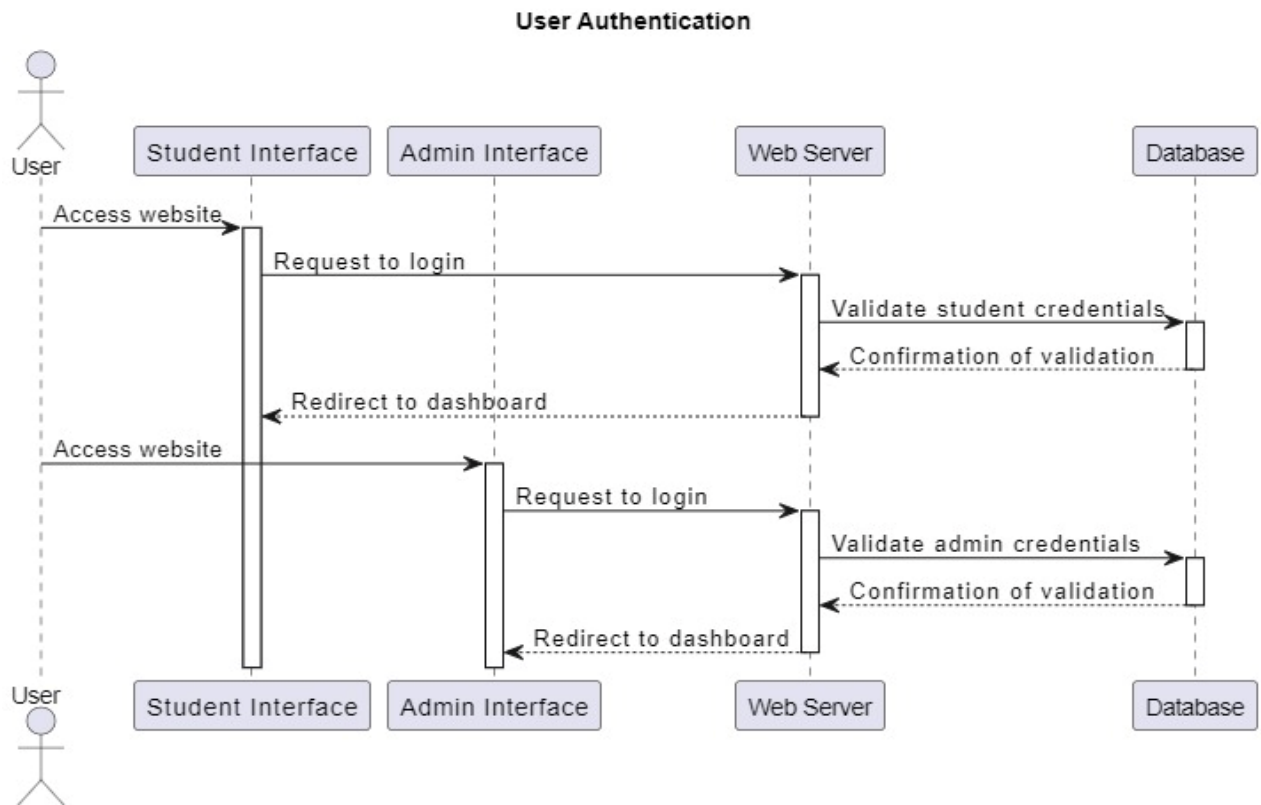 User Authentication
User
Student Interface
Admin Interface
Web Server
Database
Access website
Request to login
Validate student credentials
Confirmation of validation
Redirect to dashboard
Access website
Request to login
Validate admin credentials
Confirmation of validation
Redirect to dashboard
User
Student Interface
Admin Interface
Web Server
Database